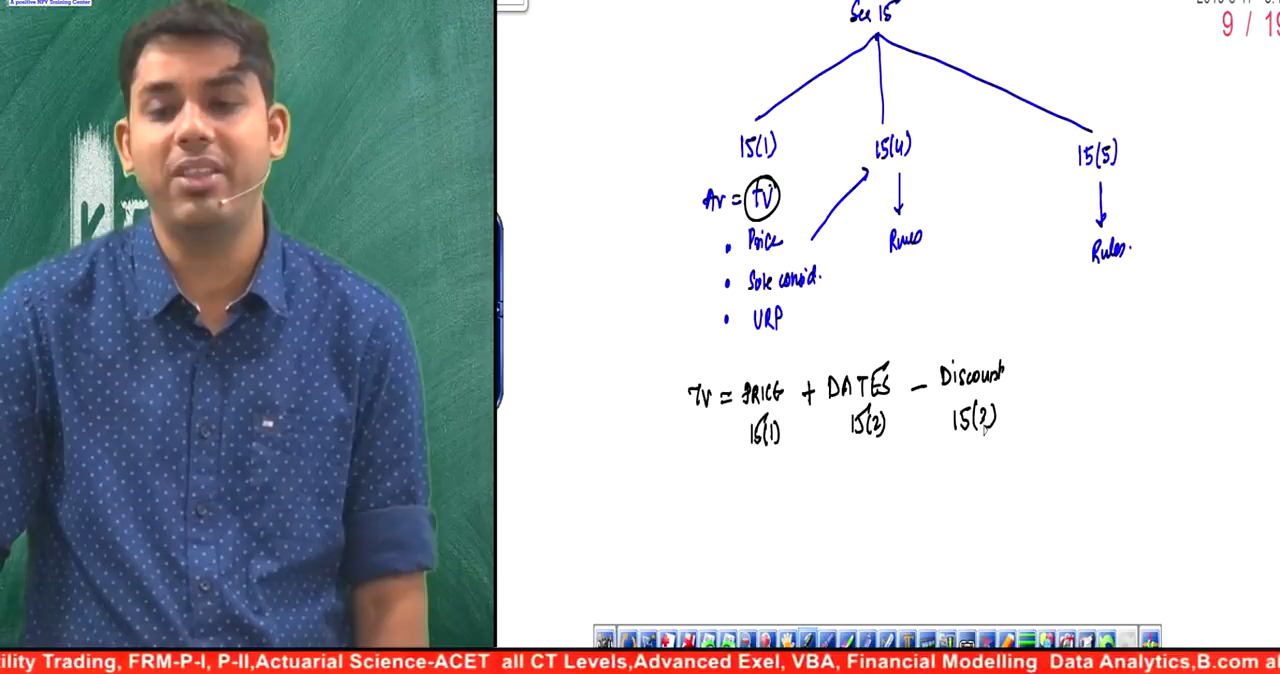 A positive NPV Training Center
9 / 19
Sec 15
15(1) 15(4) 15(5)
AV = TV
• Price
• Sole consid.
• URP
Rules
Rules.
TV = PRICE + DATES - Discount
15(1) 15(2) 15(3)
ility Trading, FRM-P-I, P-II,Actuarial Science-ACET all CT Levels,Advanced Exel, VBA, Financial Modelling Data Analytics,B.com al